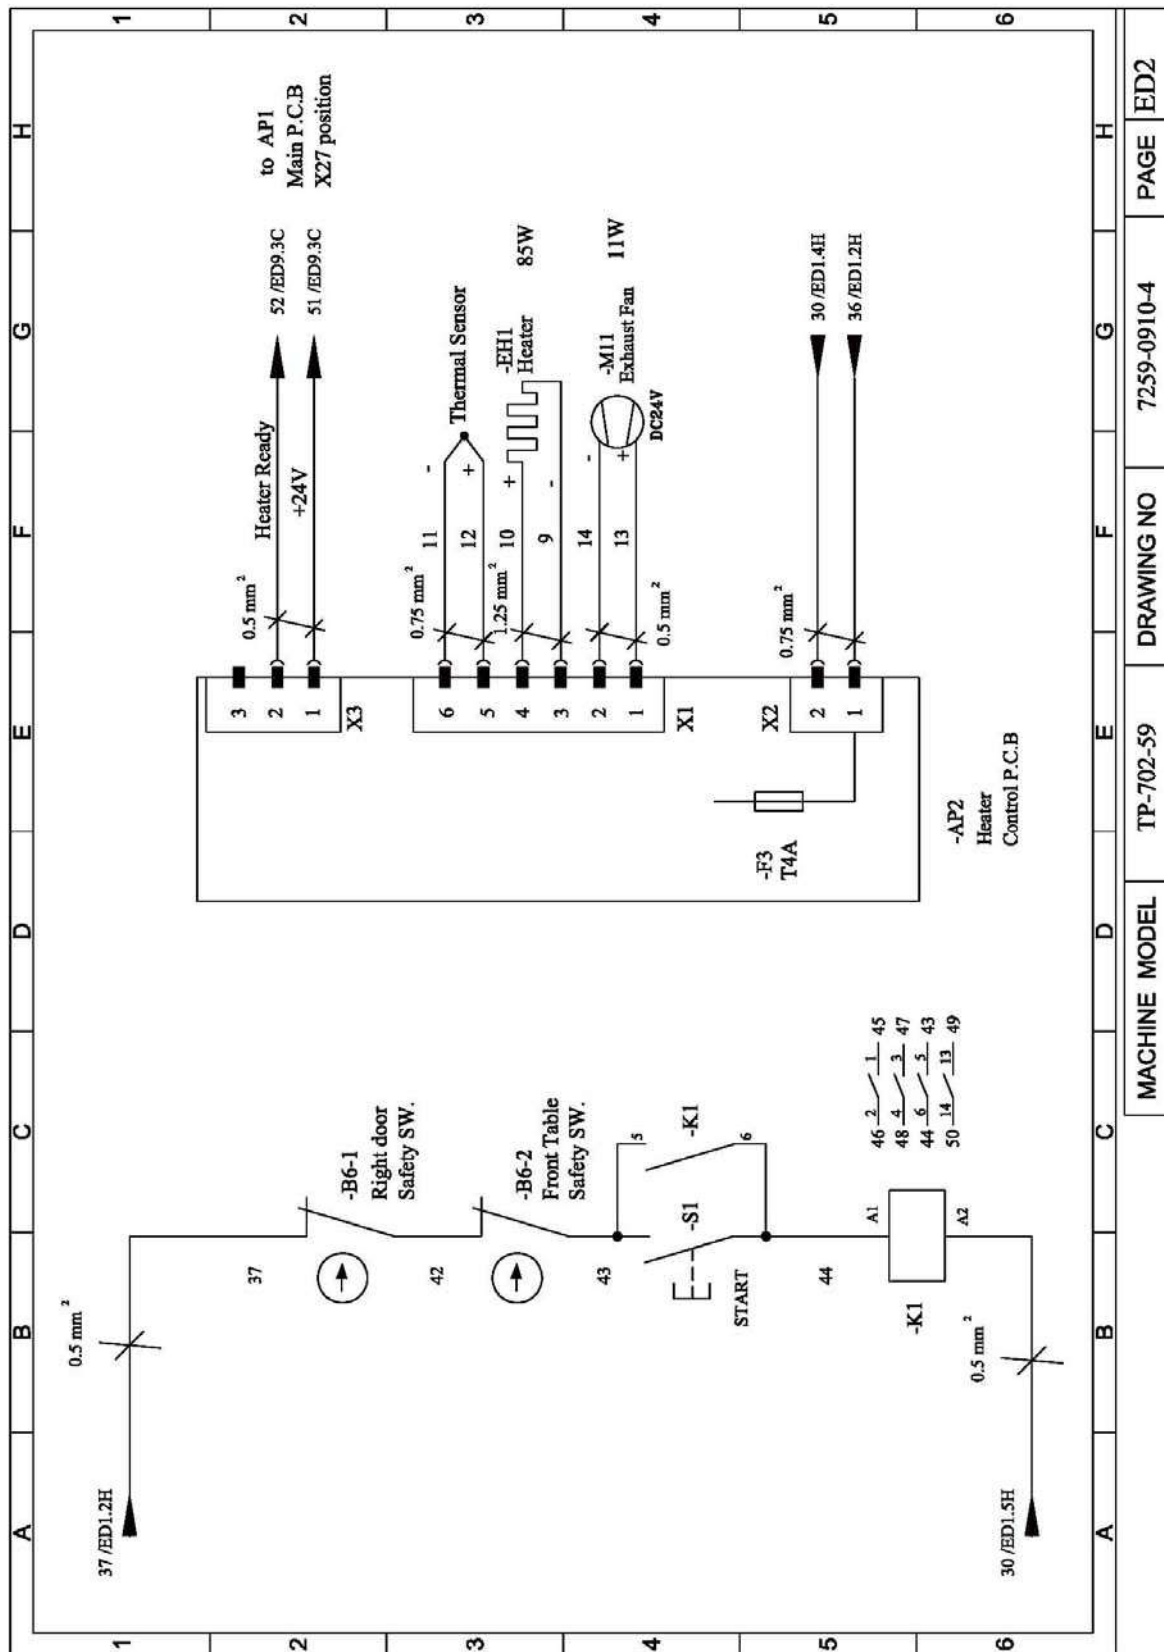 A B C D E F G H
1
2
3
4
5
6
37 /ED1.2H
0.5 mm²
37
-B6-1
Right door
Safety SW.
42
-B6-2
Front Table
Safety SW.
43
-S1
START
-K1
5
6
44
A1
A2
-K1
46 2 1 45
48 4 3 47
44 6 5 43
50 14 13 49
0.5 mm²
30 /ED1.5H
-AP2
Heater
Control P.C.B
-F3
T4A
X3
3
2
1
0.5 mm²
Heater Ready
+24V
52 /ED9.3C
51 /ED9.3C
to AP1
Main P.C.B
X27 position
X1
6
5
4
3
2
1
0.75 mm²
11 -
12 +
Thermal Sensor
1.25 mm²
10 +
9 -
-EH1
Heater
85W
14 -
13 +
0.5 mm²
-M11
Exhaust Fan
DC24V
11W
X2
2
1
0.75 mm²
30 /ED1.4H
36 /ED1.2H
1
2
3
4
5
6
A B C D E F G H
MACHINE MODEL TP-702-59 DRAWING NO 7259-0910-4 PAGE ED2